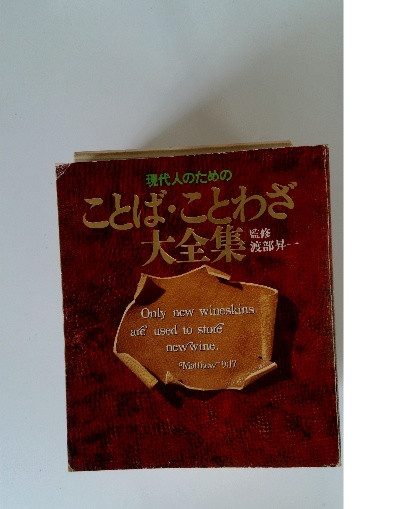 現代人のための
ことば・ことわざ
大全集
監修
渡部昇一
Only new wineskins
are used to store
new wine.
"Matthew" 9:17